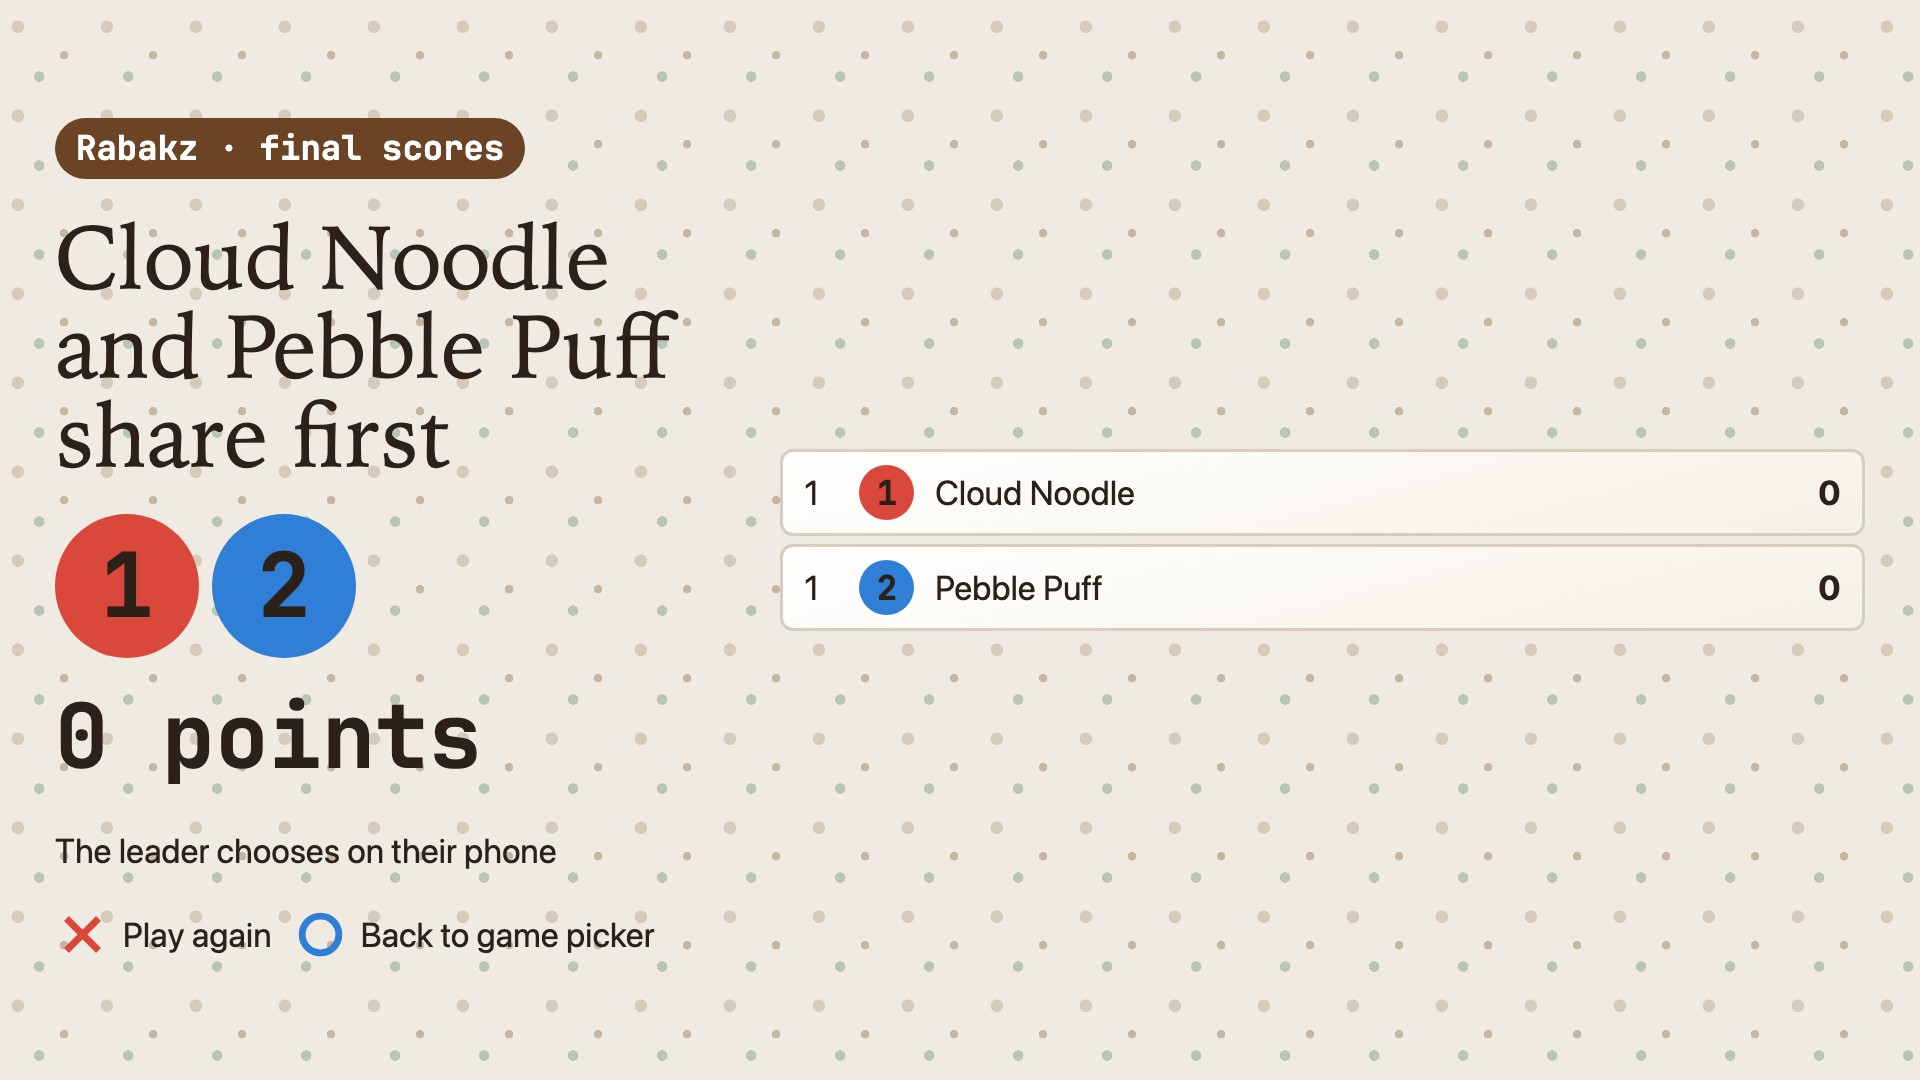 Rabakz · final scores
Cloud Noodle
and Pebble Puff
share first
1 2
0 points
The leader chooses on their phone
Play again Back to game picker
1 1 Cloud Noodle 0
1 2 Pebble Puff 0